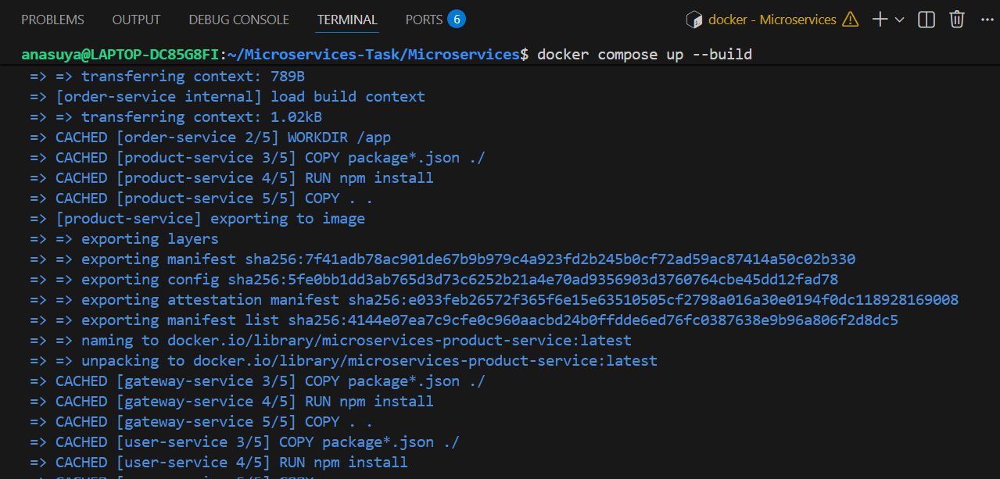 PROBLEMS OUTPUT DEBUG CONSOLE TERMINAL PORTS 6 docker - Microservices
anasuya@LAPTOP-DC85G8FI:~/Microservices-Task/Microservices$ docker compose up --build
=> => transferring context: 789B
=> [order-service internal] load build context
=> => transferring context: 1.02kB
=> CACHED [order-service 2/5] WORKDIR /app
=> CACHED [product-service 3/5] COPY package*.json ./
=> CACHED [product-service 4/5] RUN npm install
=> CACHED [product-service 5/5] COPY . .
=> [product-service] exporting to image
=> => exporting layers
=> => exporting manifest sha256:7f41adb78ac901de67b9b979c4a923fd2b245b0cf72ad59ac87414a50c02b330
=> => exporting config sha256:5fe0bb1dd3ab765d3d73c6252b21a4e70ad9356903d3760764cbe45dd12fad78
=> => exporting attestation manifest sha256:e033feb26572f365f6e15e63510505cf2798a016a30e0194f0dc118928169008
=> => exporting manifest list sha256:4144e07ea7c9cfe0c960aacbd24b0ffdde6ed76fc0387638e9b96a806f2d8dc5
=> => naming to docker.io/library/microservices-product-service:latest
=> => unpacking to docker.io/library/microservices-product-service:latest
=> CACHED [gateway-service 3/5] COPY package*.json ./
=> CACHED [gateway-service 4/5] RUN npm install
=> CACHED [gateway-service 5/5] COPY . .
=> CACHED [user-service 3/5] COPY package*.json ./
=> CACHED [user-service 4/5] RUN npm install